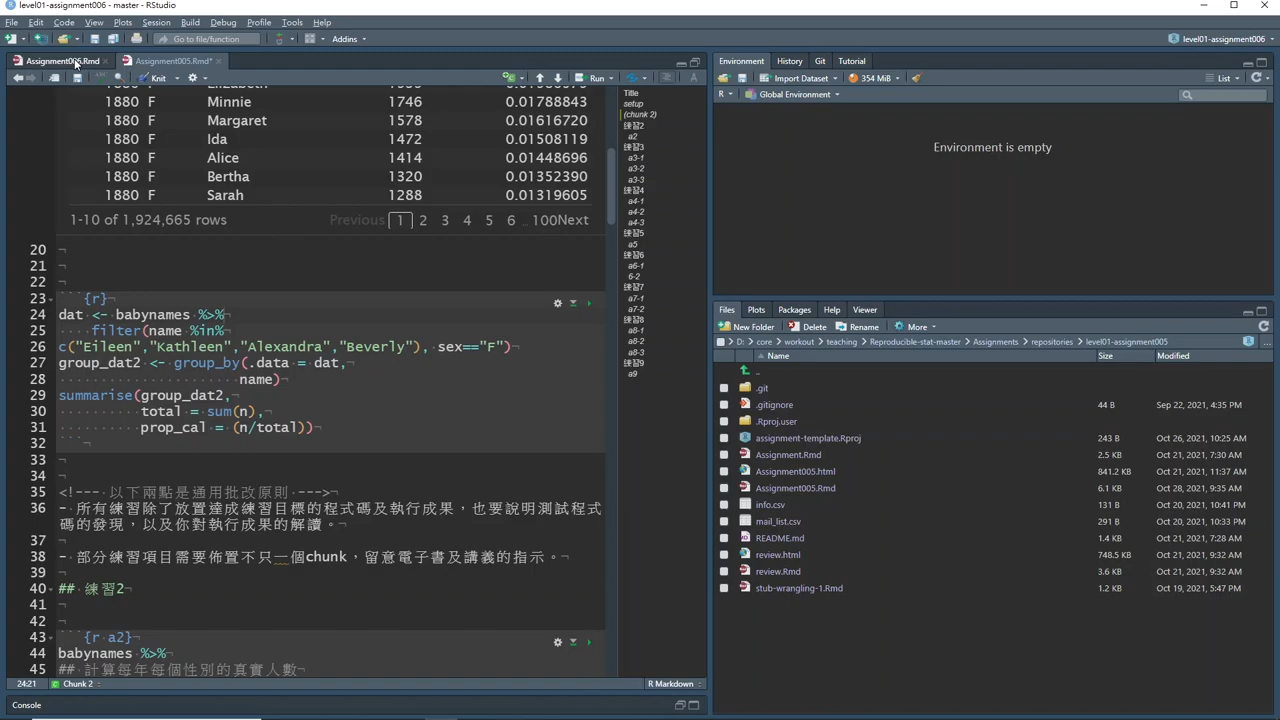 level01-assignment006 - master - RStudio
File Edit Code View Plots Session Build Debug Profile Tools Help
Go to file/function Addins level01-assignment006
Assignment005.Rmd Assignment005.Rmd* Environment History Git Tutorial
Knit Run Import Dataset 354 MiB List
R Global Environment
Environment is empty
1880 F Minnie 1746 0.01788843
1880 F Margaret 1578 0.01616720
1880 F Ida 1472 0.01508119
1880 F Alice 1414 0.01448696
1880 F Bertha 1320 0.01352390
1880 F Sarah 1288 0.01319605
1-10 of 1,924,665 rows Previous 1 2 3 4 5 6 .. 100Next
20
21
22
23 ```{r}
24 dat <- babynames %>%
25 filter(name %in%
26 c("Eileen","Kathleen","Alexandra","Beverly"), sex=="F")
27 group_dat2 <- group_by(.data = dat,
28 name)
29 summarise(group_dat2,
30 total = sum(n),
31 prop_cal = (n/total))
32 ```
33
34
35 <!--- 以下兩點是通用批改原則 --->
36 - 所有練習除了放置達成練習目標的程式碼及執行成果，也要說明測試程式
碼的發現，以及你對執行成果的解讀。
37
38 - 部分練習項目需要佈置不只一個chunk，留意電子書及講義的指示。
39
40 ## 練習2
41
42
43 ```{r a2}
44 babynames %>%
45 ## 計算每年每個性別的真實人數
24:21 Chunk 2 R Markdown
Console
Title
setup
(chunk 2)
練習2
a2
練習3
a3-1
a3-2
a3-3
練習4
a4-1
a4-2
a4-3
練習5
a5
練習6
a6-1
6-2
練習7
a7-1
a7-2
練習8
a8-1
a8-2
a8-3
練習9
a9
Files Plots Packages Help Viewer
New Folder Delete Rename More
D: core workout teaching Reproducible-stat-master Assignments repositories level01-assignment005
Name Size Modified
..
.git
.gitignore 44 B Sep 22, 2021, 4:35 PM
.Rproj.user
assignment-template.Rproj 243 B Oct 26, 2021, 10:25 AM
Assignment.Rmd 2.5 KB Oct 21, 2021, 7:30 AM
Assignment005.html 841.2 KB Oct 21, 2021, 11:37 AM
Assignment005.Rmd 6.1 KB Oct 28, 2021, 9:35 AM
info.csv 131 B Oct 20, 2021, 10:41 PM
mail_list.csv 291 B Oct 20, 2021, 10:33 PM
README.md 1.4 KB Oct 21, 2021, 7:28 AM
review.html 748.5 KB Oct 21, 2021, 9:32 AM
review.Rmd 3.6 KB Oct 21, 2021, 9:32 AM
stub-wrangling-1.Rmd 1.2 KB Oct 19, 2021, 5:47 PM